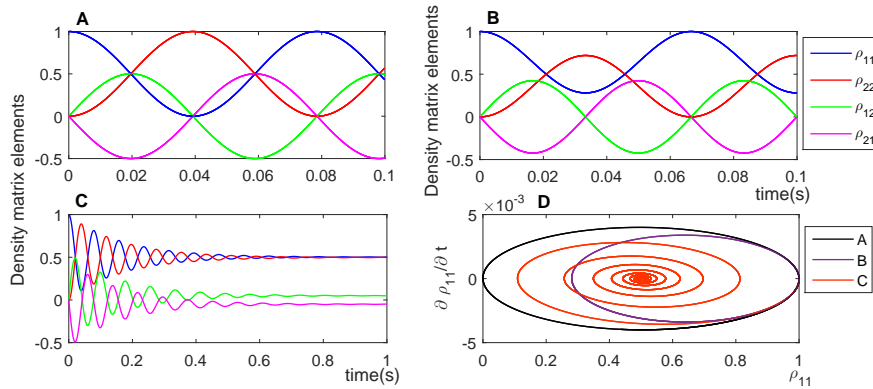 A
B
Density matrix elements
1
0.5
0
-0.5
0 0.02 0.04 0.06 0.08 0.1
Density matrix elements
1
0.5
0
-0.5
0 0.02 0.04 0.06 0.08 0.1
time(s)
ρ11
ρ22
ρ12
ρ21
C
1
0.5
0
-0.5
0 0.2 0.4 0.6 0.8 1
time(s)
×10-3
D
∂ ρ11/∂ t
5
0
-5
0 0.2 0.4 0.6 0.8 1
ρ11
A
B
C